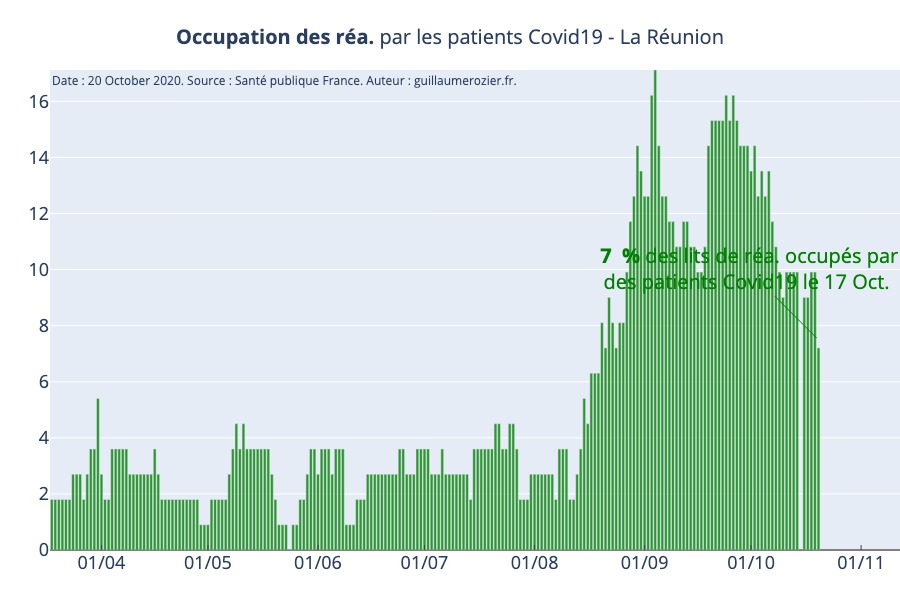 Occupation des réa. par les patients Covid19 - La Réunion
Date : 20 October 2020. Source : Santé publique France. Auteur : guillaumerozier.fr.
16
14
12
7 % des lits de réa. occupés par
10
des patients Covid19 le 17 Oct.
8
6
4
2
0
01/04 01/05 01/06 01/07 01/08 01/09 01/10 01/11